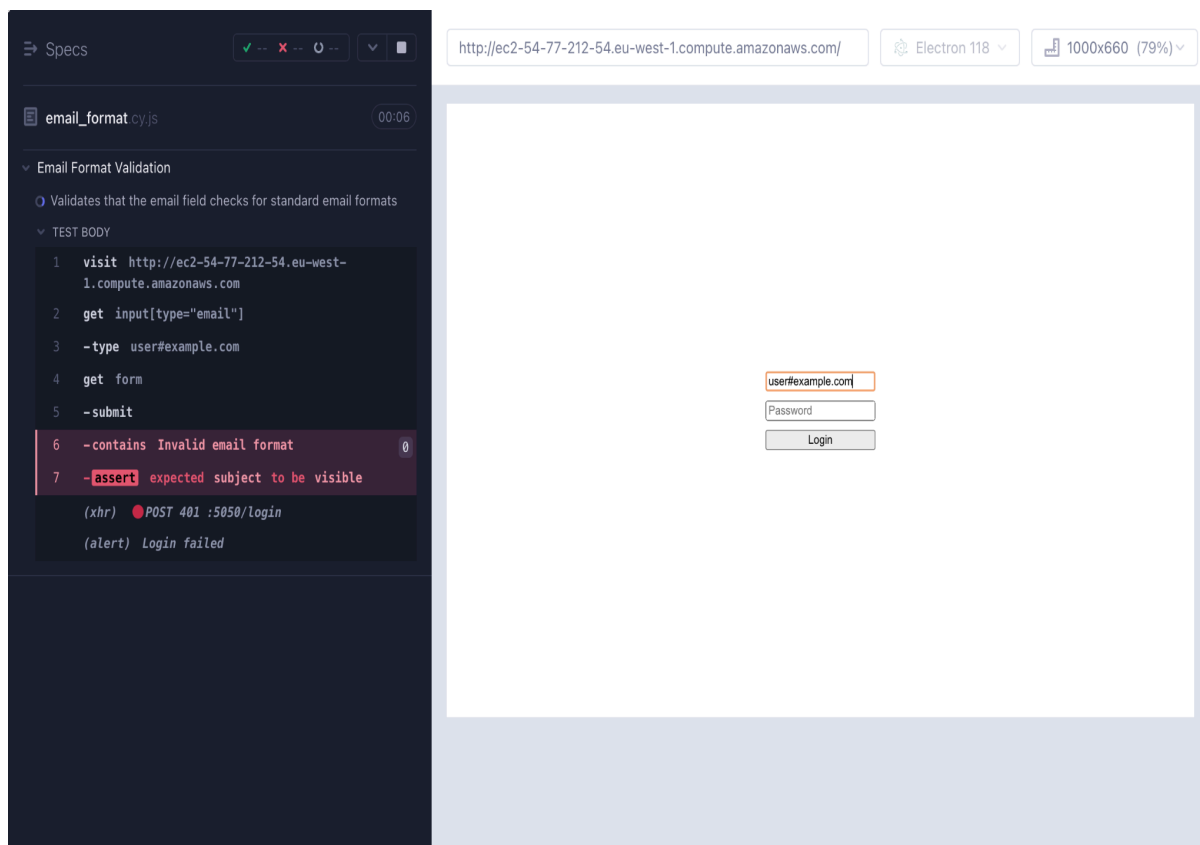 Specs
-- -- --
email_format.cy.js 00:06
Email Format Validation
Validates that the email field checks for standard email formats
TEST BODY
1 visit http://ec2-54-77-212-54.eu-west-
1.compute.amazonaws.com
2 get input[type="email"]
3 -type user#example.com
4 get form
5 -submit
6 -contains Invalid email format 0
7 -assert expected subject to be visible
(xhr) POST 401 :5050/login
(alert) Login failed
http://ec2-54-77-212-54.eu-west-1.compute.amazonaws.com/
Electron 118
1000x660 (79%)
user#example.com
Password
Login